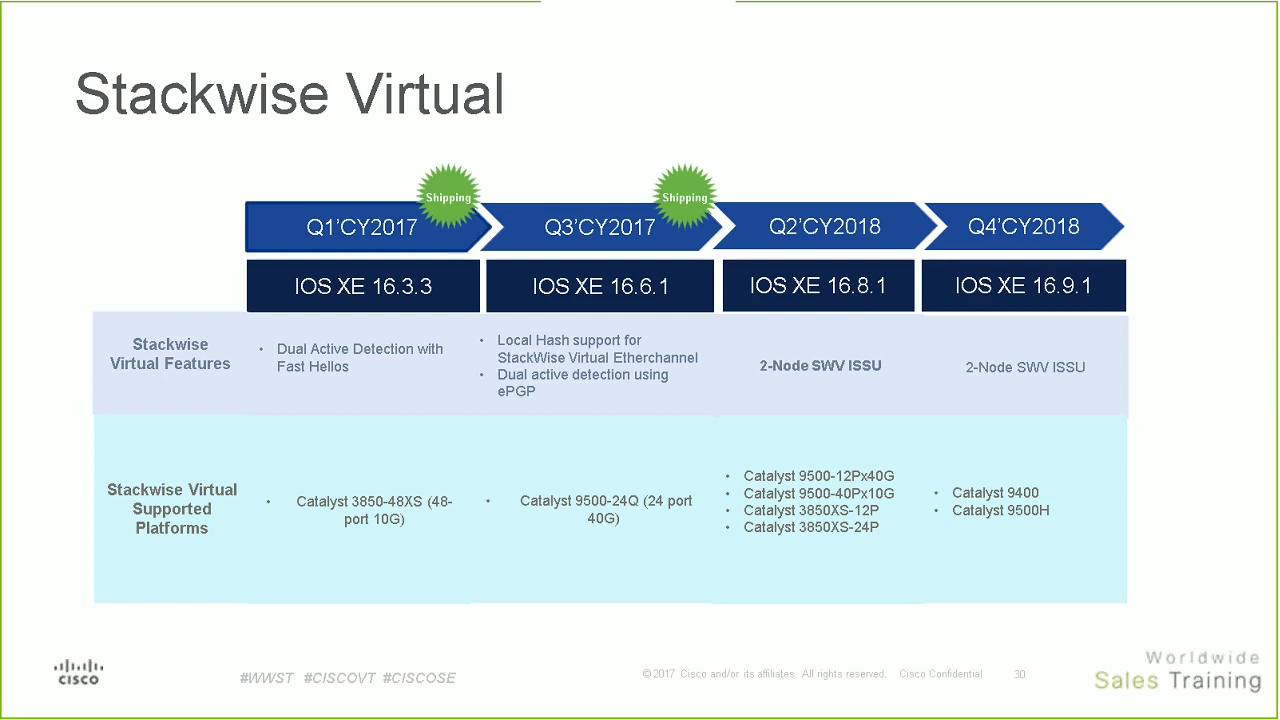 Stackwise Virtual
Shipping
Shipping
Q1'CY2017
Q3'CY2017
Q2'CY2018
Q4'CY2018
IOS XE 16.3.3
IOS XE 16.6.1
IOS XE 16.8.1
IOS XE 16.9.1
Stackwise
Virtual Features
• Dual Active Detection with
Fast Hellos
• Local Hash support for
StackWise Virtual Etherchannel
• Dual active detection using
ePGP
2-Node SWV ISSU
2-Node SWV ISSU
Stackwise Virtual
Supported
Platforms
• Catalyst 3850-48XS (48-
port 10G)
• Catalyst 9500-24Q (24 port
40G)
• Catalyst 9500-12Px40G
• Catalyst 9500-40Px10G
• Catalyst 3850XS-12P
• Catalyst 3850XS-24P
• Catalyst 9400
• Catalyst 9500H
CISCO
#WWST #CISCOVT #CISCOSE
© 2017 Cisco and/or its affiliates. All rights reserved. Cisco Confidential
30
Worldwide
Sales Training